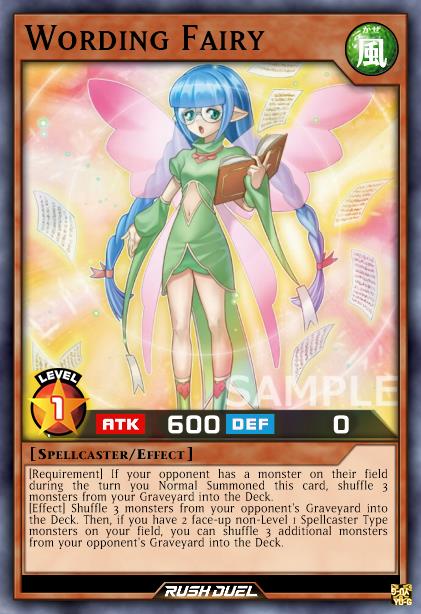 WORDING FAIRY
かぜ
風
SAMPLE
LEVEL
1
ATK 600 DEF 0
[SPELLCASTER/EFFECT]
[Requirement] If your opponent has a monster on their field
during the turn you Normal Summoned this card, shuffle 3
monsters from your Graveyard into the Deck.
[Effect] Shuffle 3 monsters from your opponent's Graveyard into
the Deck. Then, if you have 2 face-up non-Level 1 Spellcaster Type
monsters on your field, you can shuffle 3 additional monsters
from your opponent's Graveyard into the Deck.
RUSH DUEL